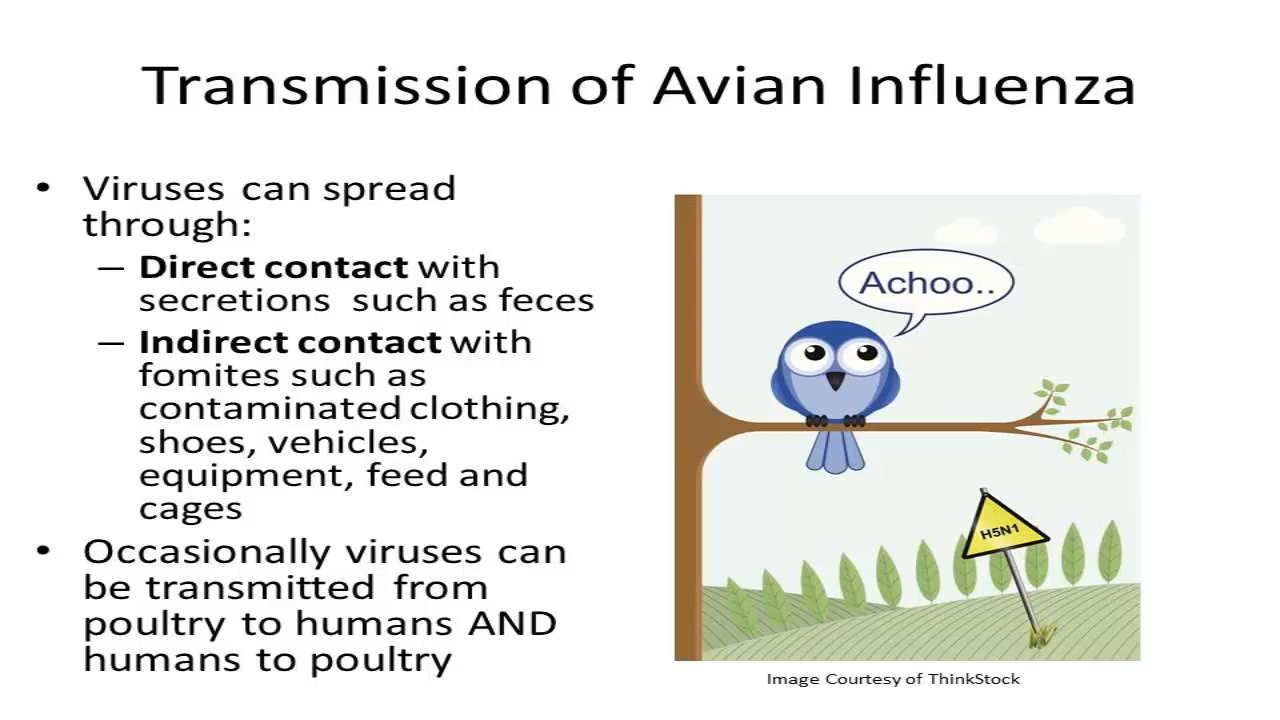 Transmission of Avian Influenza
• Viruses can spread
through:
– Direct contact with
secretions such as feces
– Indirect contact with
fomites such as
contaminated clothing,
shoes, vehicles,
equipment, feed and
cages
• Occasionally viruses can
be transmitted from
poultry to humans AND
humans to poultry
Achoo..
H5N1
Image Courtesy of ThinkStock